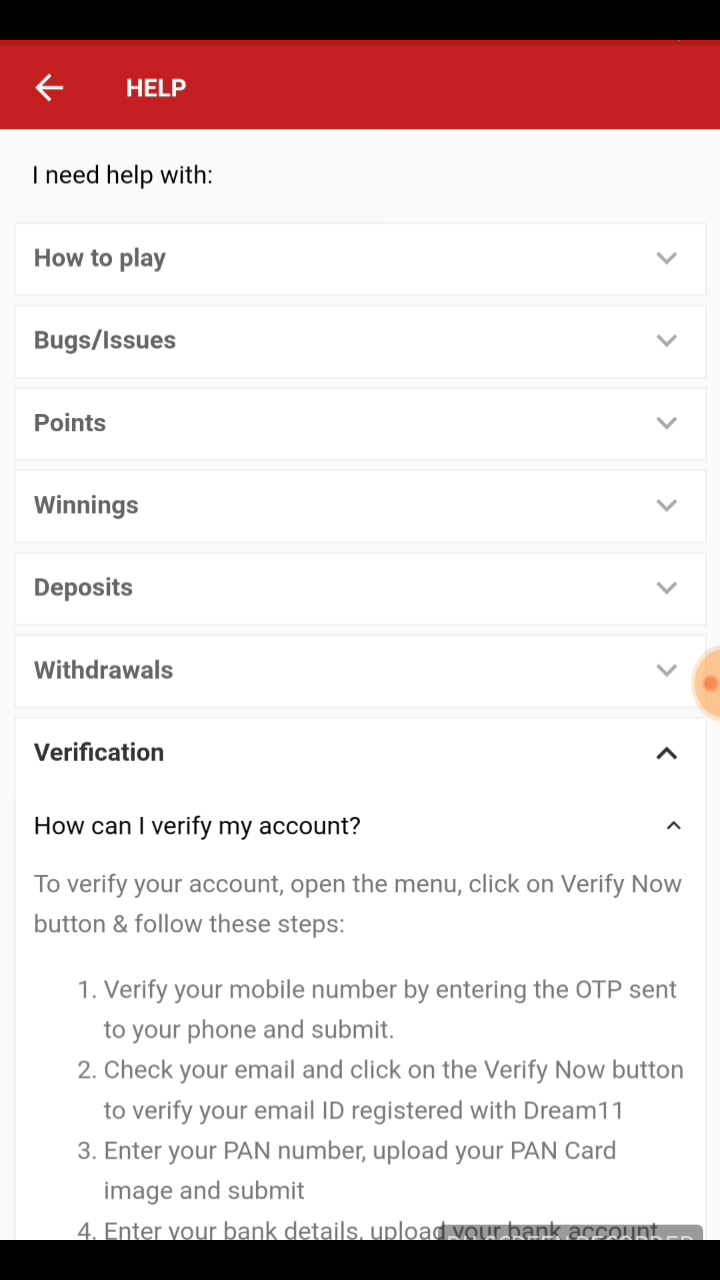 HELP
I need help with:
How to play
Bugs/Issues
Points
Winnings
Deposits
Withdrawals
Verification
How can I verify my account?
To verify your account, open the menu, click on Verify Now
button & follow these steps:
1. Verify your mobile number by entering the OTP sent
to your phone and submit.
2. Check your email and click on the Verify Now button
to verify your email ID registered with Dream11
3. Enter your PAN number, upload your PAN Card
image and submit
4. Enter your bank details, upload your bank account